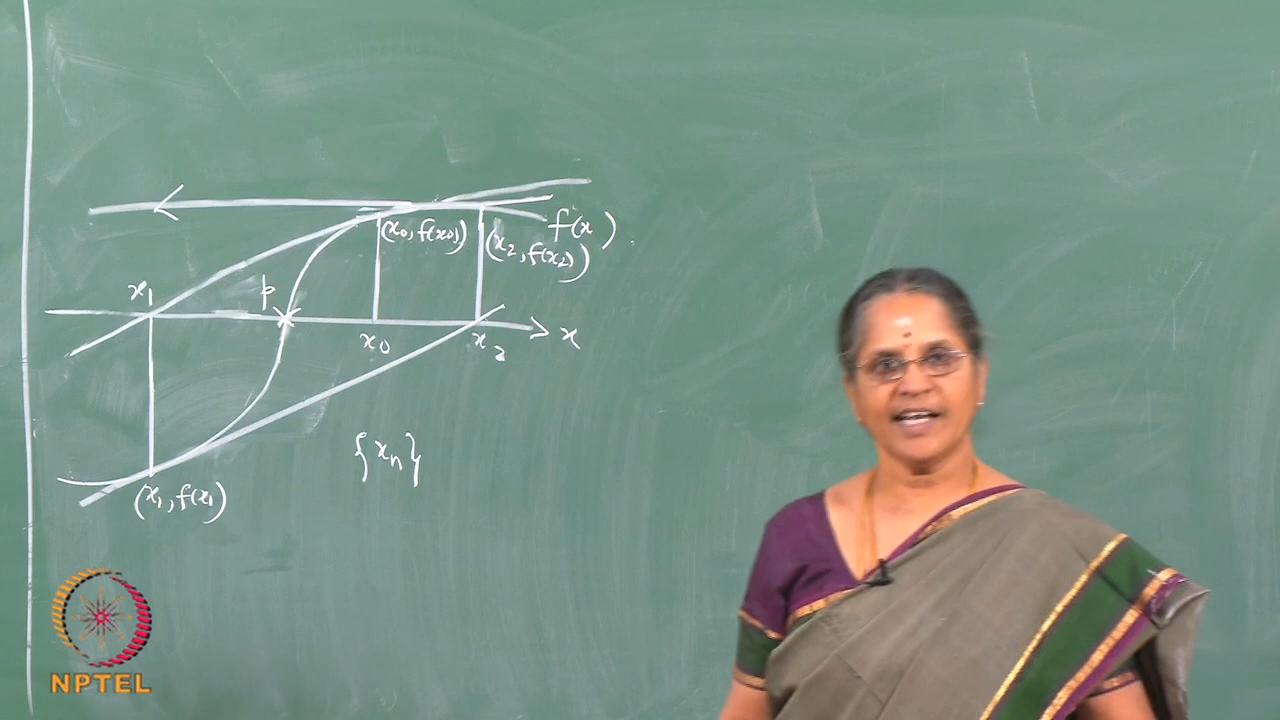 f(x)
(x₀, f(x₀)) (x₂, f(x₂))
x₁ p
x₀ x₂ x
{xₙ}
(x₁, f(x₁))
NPTEL